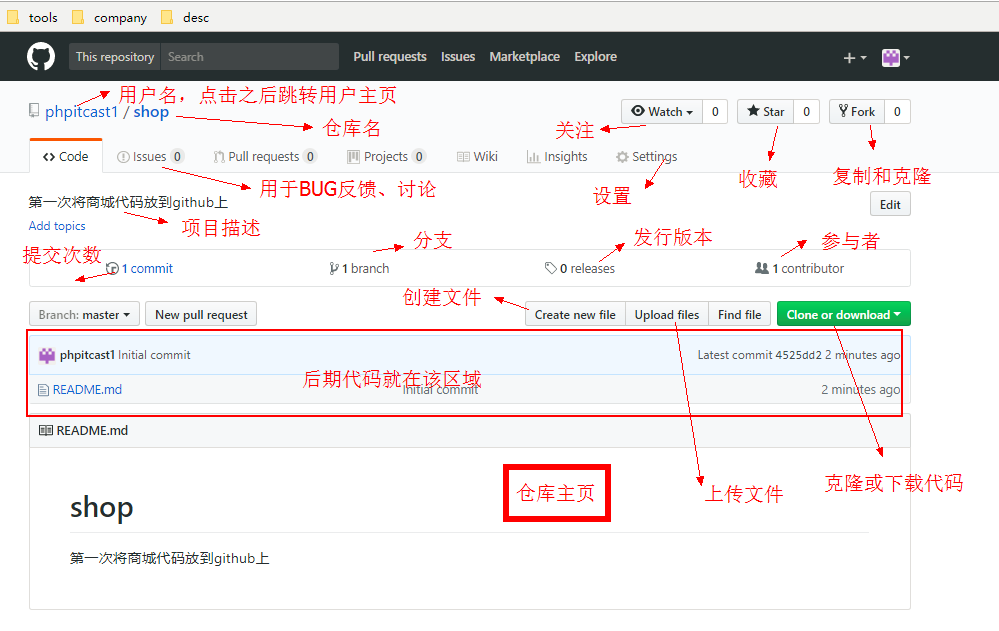 tools company desc
This repository Search Pull requests Issues Marketplace Explore
用户名，点击之后跳转用户主页
phpitcast1 / shop
Watch 0 Star 0 Fork 0
仓库名
关注
Code Issues 0 Pull requests 0 Projects 0 Wiki Insights Settings
收藏
复制和克隆
用于BUG反馈、讨论
设置
第一次将商城代码放到github上
Edit
Add topics
项目描述
发行版本
分支
参与者
提交次数
1 commit 1 branch 0 releases 1 contributor
创建文件
Branch: master New pull request Create new file Upload files Find file Clone or download
phpitcast1 Initial commit Latest commit 4525dd2 2 minutes ago
后期代码就在该区域
README.md Initial commit 2 minutes ago
README.md
克隆或下载代码
仓库主页
上传文件
shop
第一次将商城代码放到github上